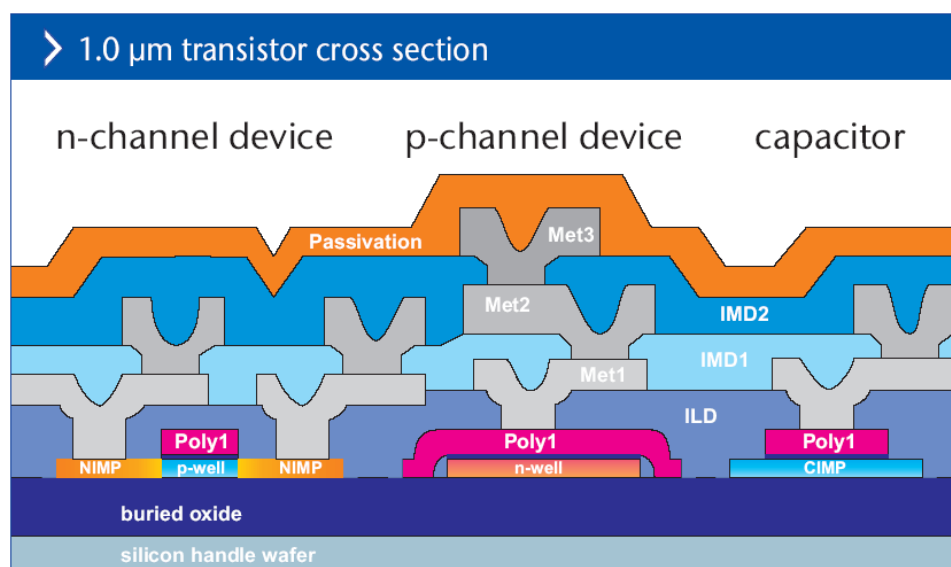 1.0 µm transistor cross section
n-channel device p-channel device capacitor
Passivation Met3
Met2 IMD2
Met1 IMD1
ILD
Poly1 Poly1 Poly1
NIMP p-well NIMP n-well CIMP
buried oxide
silicon handle wafer